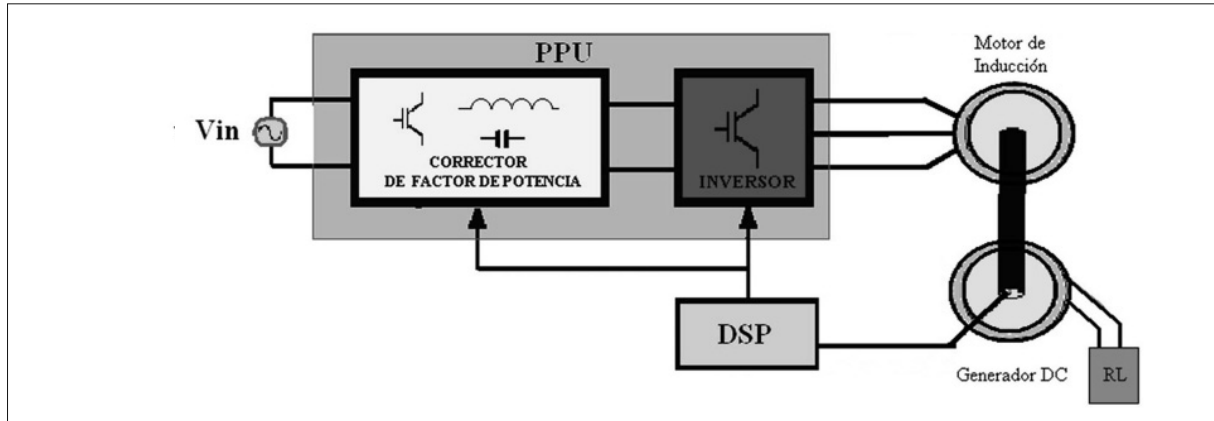 PPU
Motor de
Inducción
Vin
CORRECTOR
DE FACTOR DE POTENCIA
INVERSOR
DSP
Generador DC
RL